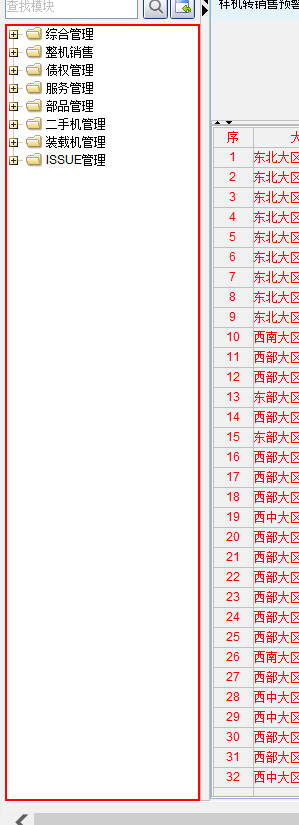 查找模块
综合管理
整机销售
债权管理
服务管理
部品管理
二手机管理
装载机管理
ISSUE管理
样机转销售预警
序 大
1 东北大区
2 东北大区
3 东北大区
4 东北大区
5 东北大区
6 东北大区
7 东北大区
8 东北大区
9 东北大区
10 西南大区
11 西部大区
12 西部大区
13 东部大区
14 西部大区
15 东部大区
16 西部大区
17 西部大区
18 西部大区
19 西中大区
20 西部大区
21 西部大区
22 西部大区
23 西部大区
24 西部大区
25 西部大区
26 西南大区
27 西部大区
28 西中大区
29 西中大区
30 西部大区
31 西部大区
32 西中大区